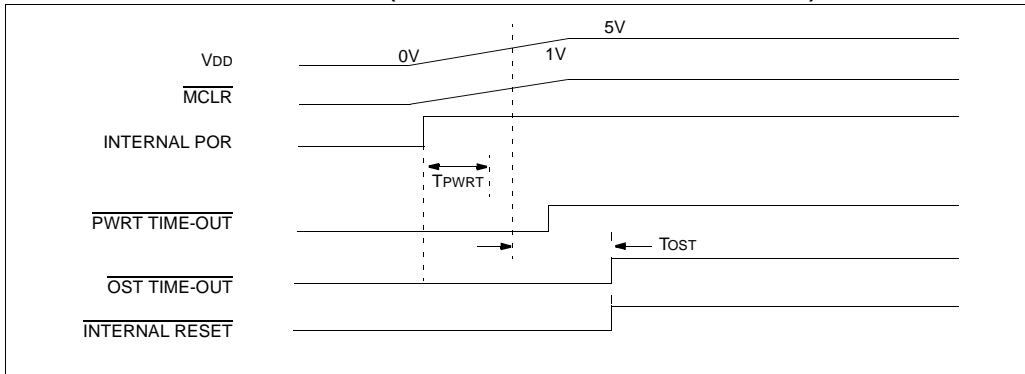 5V
0V
1V
VDD
MCLR
INTERNAL POR
TPWRT
PWRT TIME-OUT
TOST
OST TIME-OUT
INTERNAL RESET